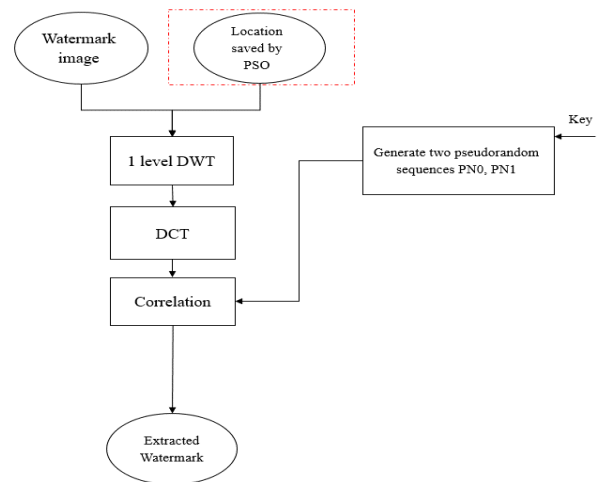 Watermark
image
Location
saved by
PSO
Key
1 level DWT
Generate two pseudorandom
sequences PN0, PN1
DCT
Correlation
Extracted
Watermark